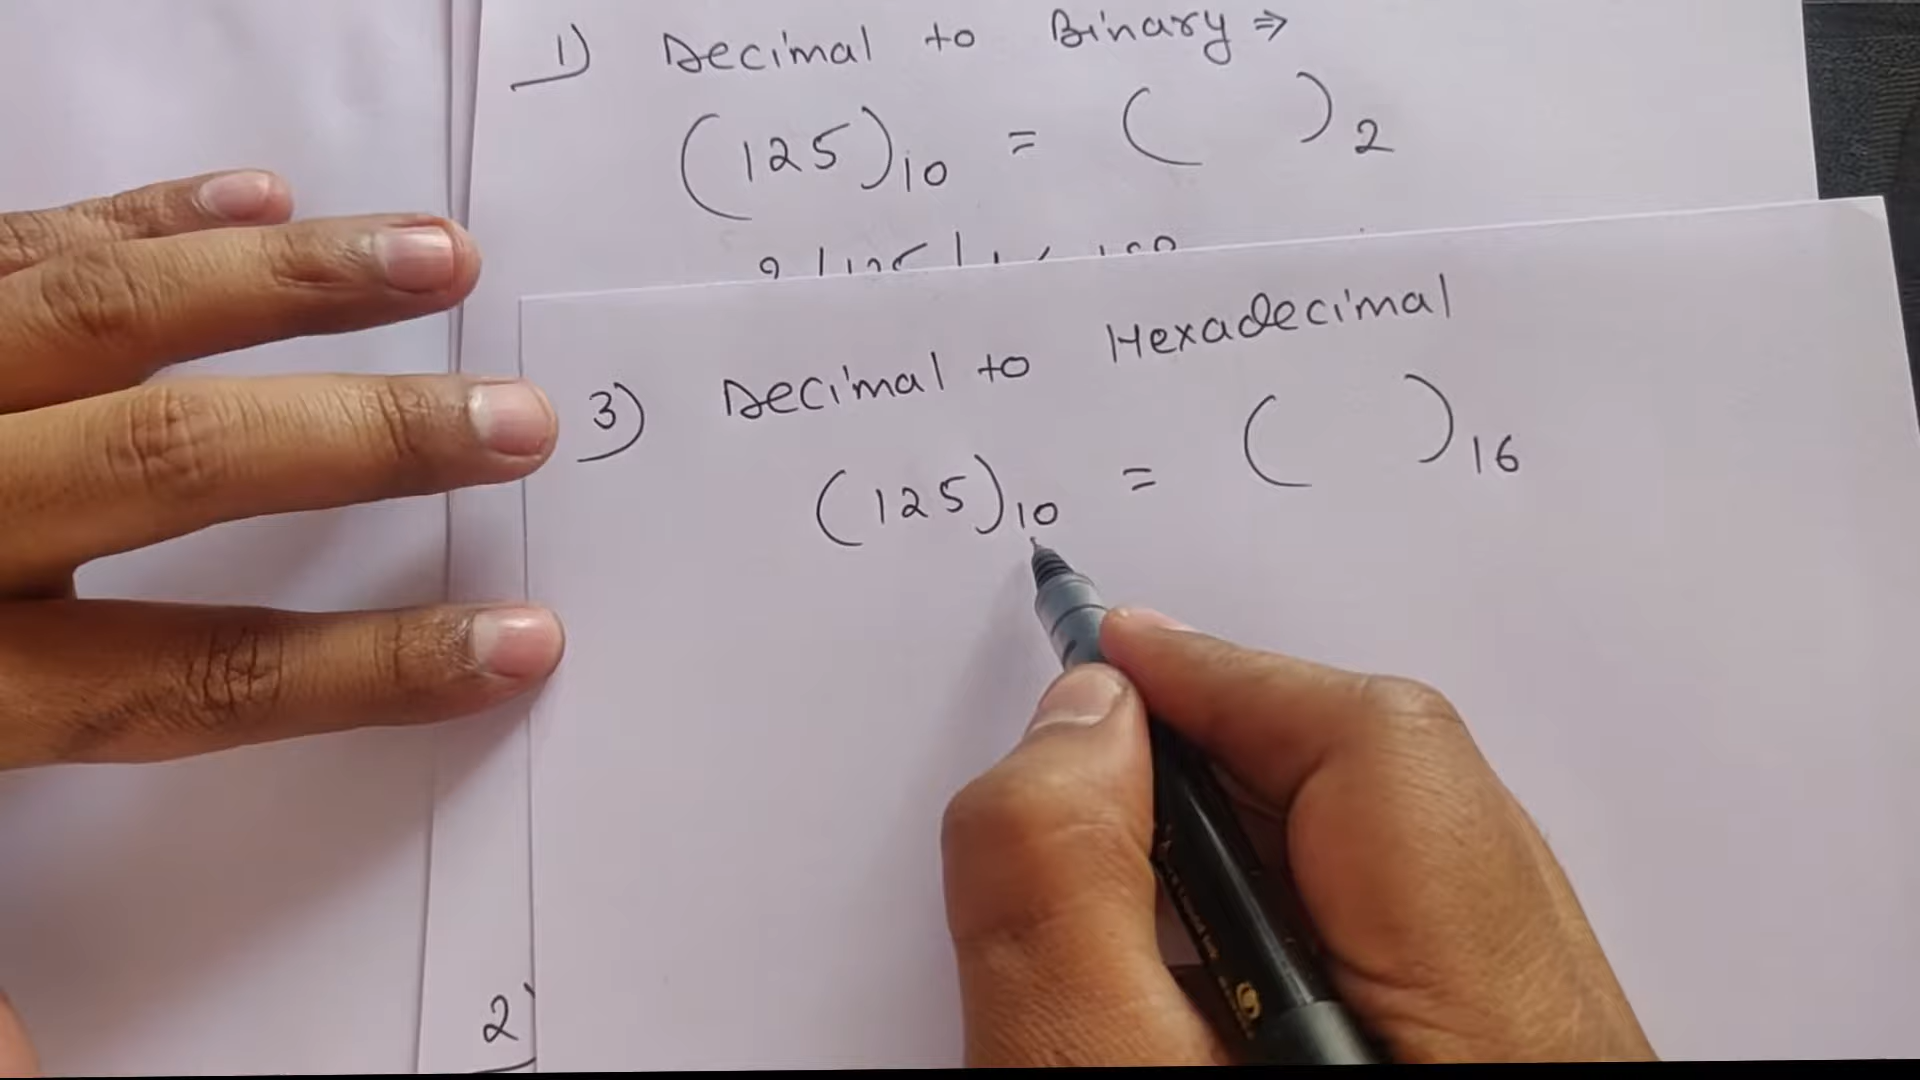 1) Decimal to Binary ⇒
(125)10 = ( )2
3) Decimal to Hexadecimal
(125)10 = ( )16
2